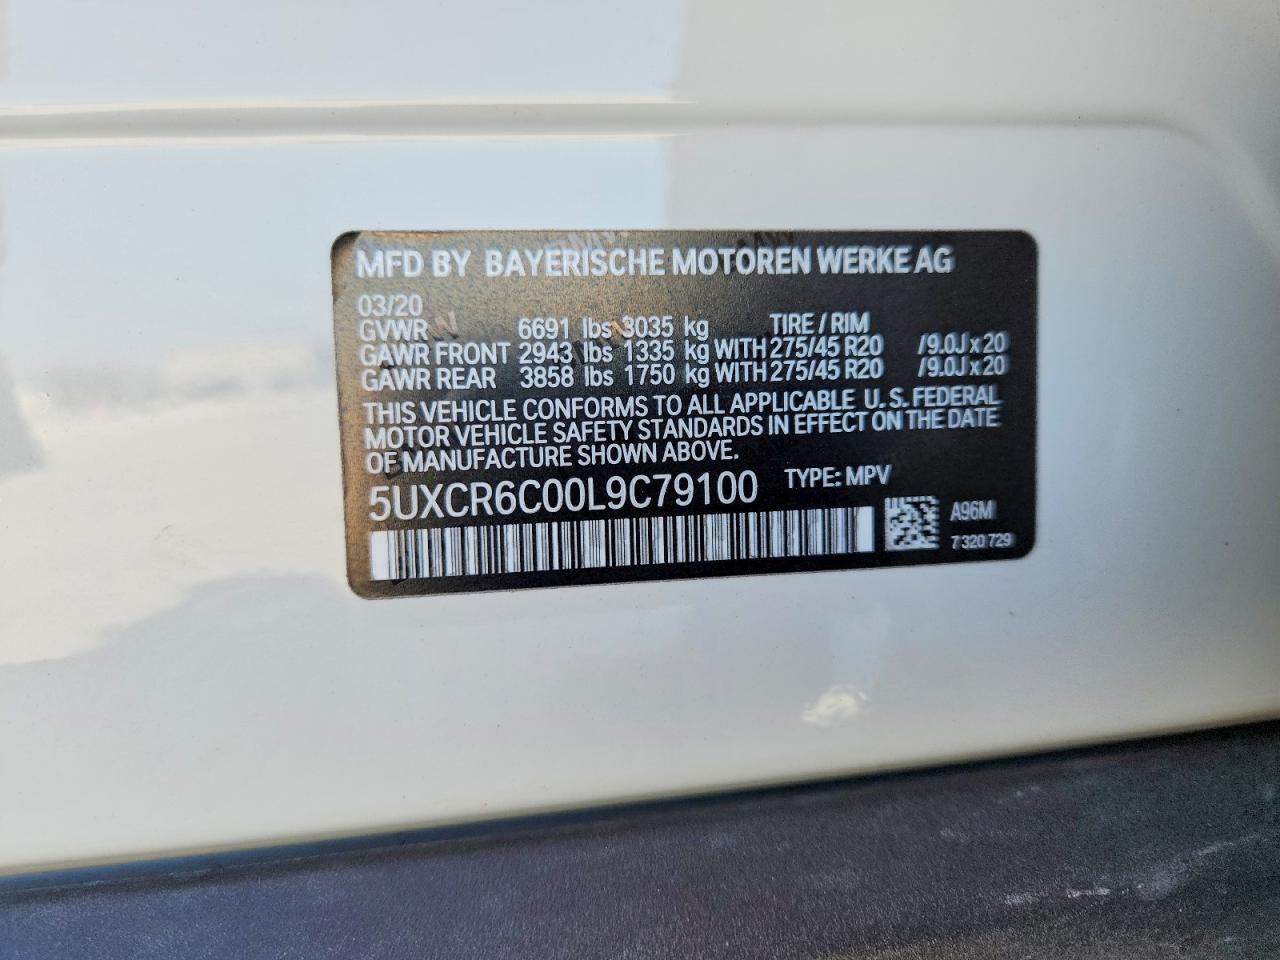 MFD BY BAYERISCHE MOTOREN WERKE AG
03/20
GVWR 6691 lbs 3035 kg TIRE / RIM
GAWR FRONT 2943 lbs 1335 kg WITH 275/45 R20 /9.0J x 20
GAWR REAR 3858 lbs 1750 kg WITH 275/45 R20 /9.0J x 20
THIS VEHICLE CONFORMS TO ALL APPLICABLE U.S. FEDERAL
MOTOR VEHICLE SAFETY STANDARDS IN EFFECT ON THE DATE
OF MANUFACTURE SHOWN ABOVE.
5UXCR6C00L9C79100 TYPE: MPV
A96M
7 320 729